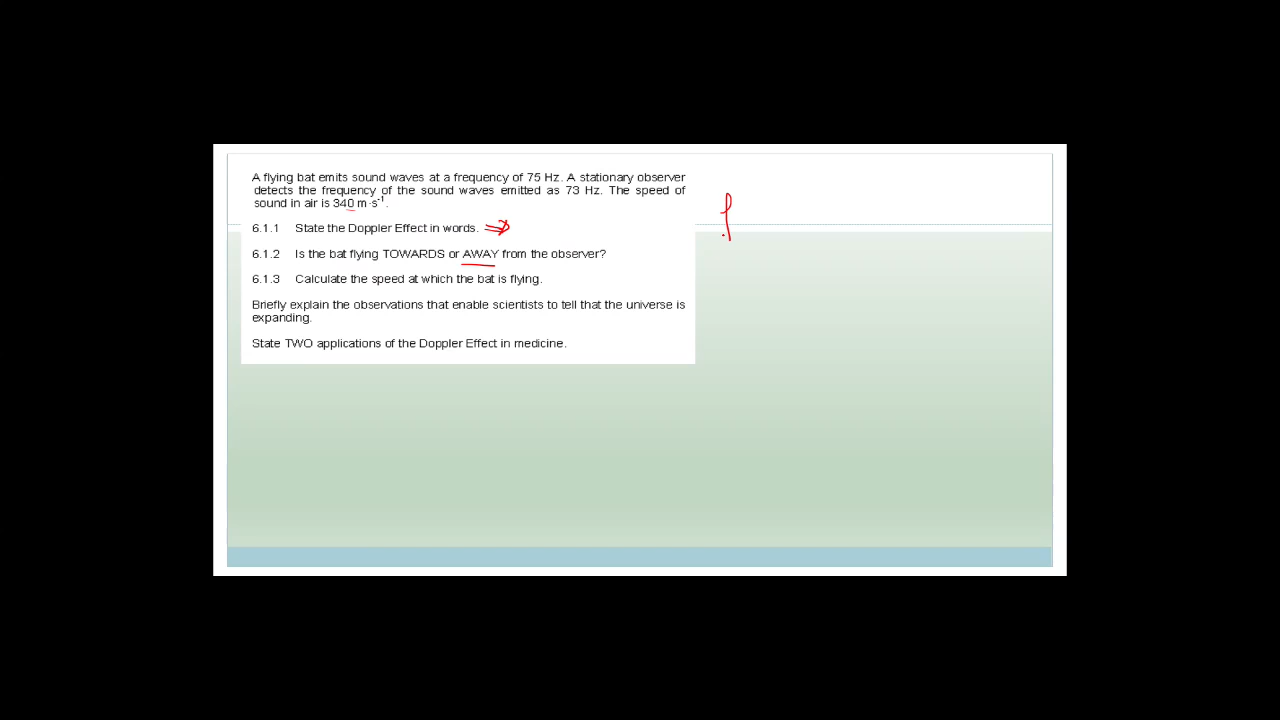 A flying bat emits sound waves at a frequency of 75 Hz. A stationary observer
detects the frequency of the sound waves emitted as 73 Hz. The speed of
sound in air is 340 m·s⁻¹.
6.1.1 State the Doppler Effect in words.
6.1.2 Is the bat flying TOWARDS or AWAY from the observer?
6.1.3 Calculate the speed at which the bat is flying.
Briefly explain the observations that enable scientists to tell that the universe is
expanding.
State TWO applications of the Doppler Effect in medicine.